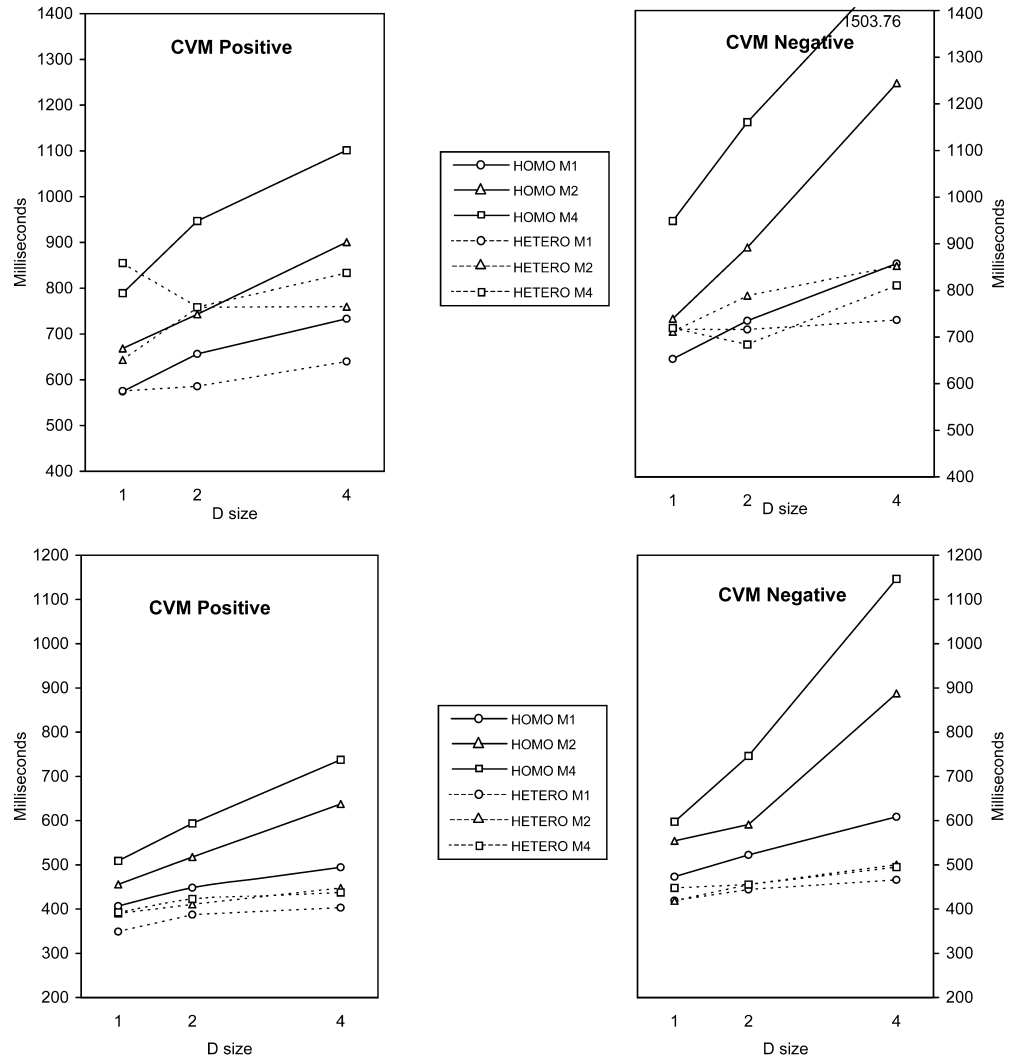 CVM Positive
1400
1300
1200
1100
1000
900
800
700
600
500
400
Milliseconds
1 2 4
D size
HOMO M1
HOMO M2
HOMO M4
HETERO M1
HETERO M2
HETERO M4
1503.76
CVM Negative
1400
1300
1200
1100
1000
900
800
700
600
500
400
Milliseconds
1 2 4
D size
CVM Positive
1200
1100
1000
900
800
700
600
500
400
300
200
Milliseconds
1 2 4
D size
HOMO M1
HOMO M2
HOMO M4
HETERO M1
HETERO M2
HETERO M4
CVM Negative
1200
1100
1000
900
800
700
600
500
400
300
200
Milliseconds
1 2 4
D size